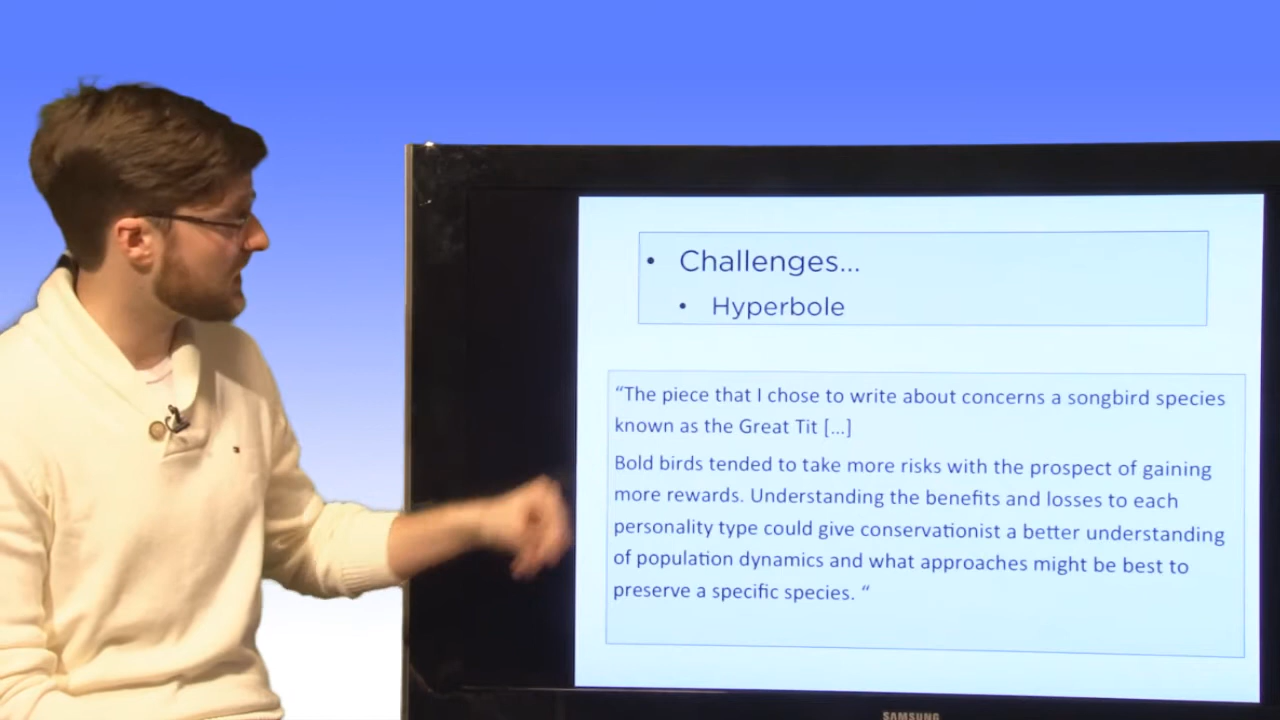 • Challenges...
• Hyperbole
“The piece that I chose to write about concerns a songbird species
known as the Great Tit [...]
Bold birds tended to take more risks with the prospect of gaining
more rewards. Understanding the benefits and losses to each
personality type could give conservationist a better understanding
of population dynamics and what approaches might be best to
preserve a specific species. “
SAMSUNG